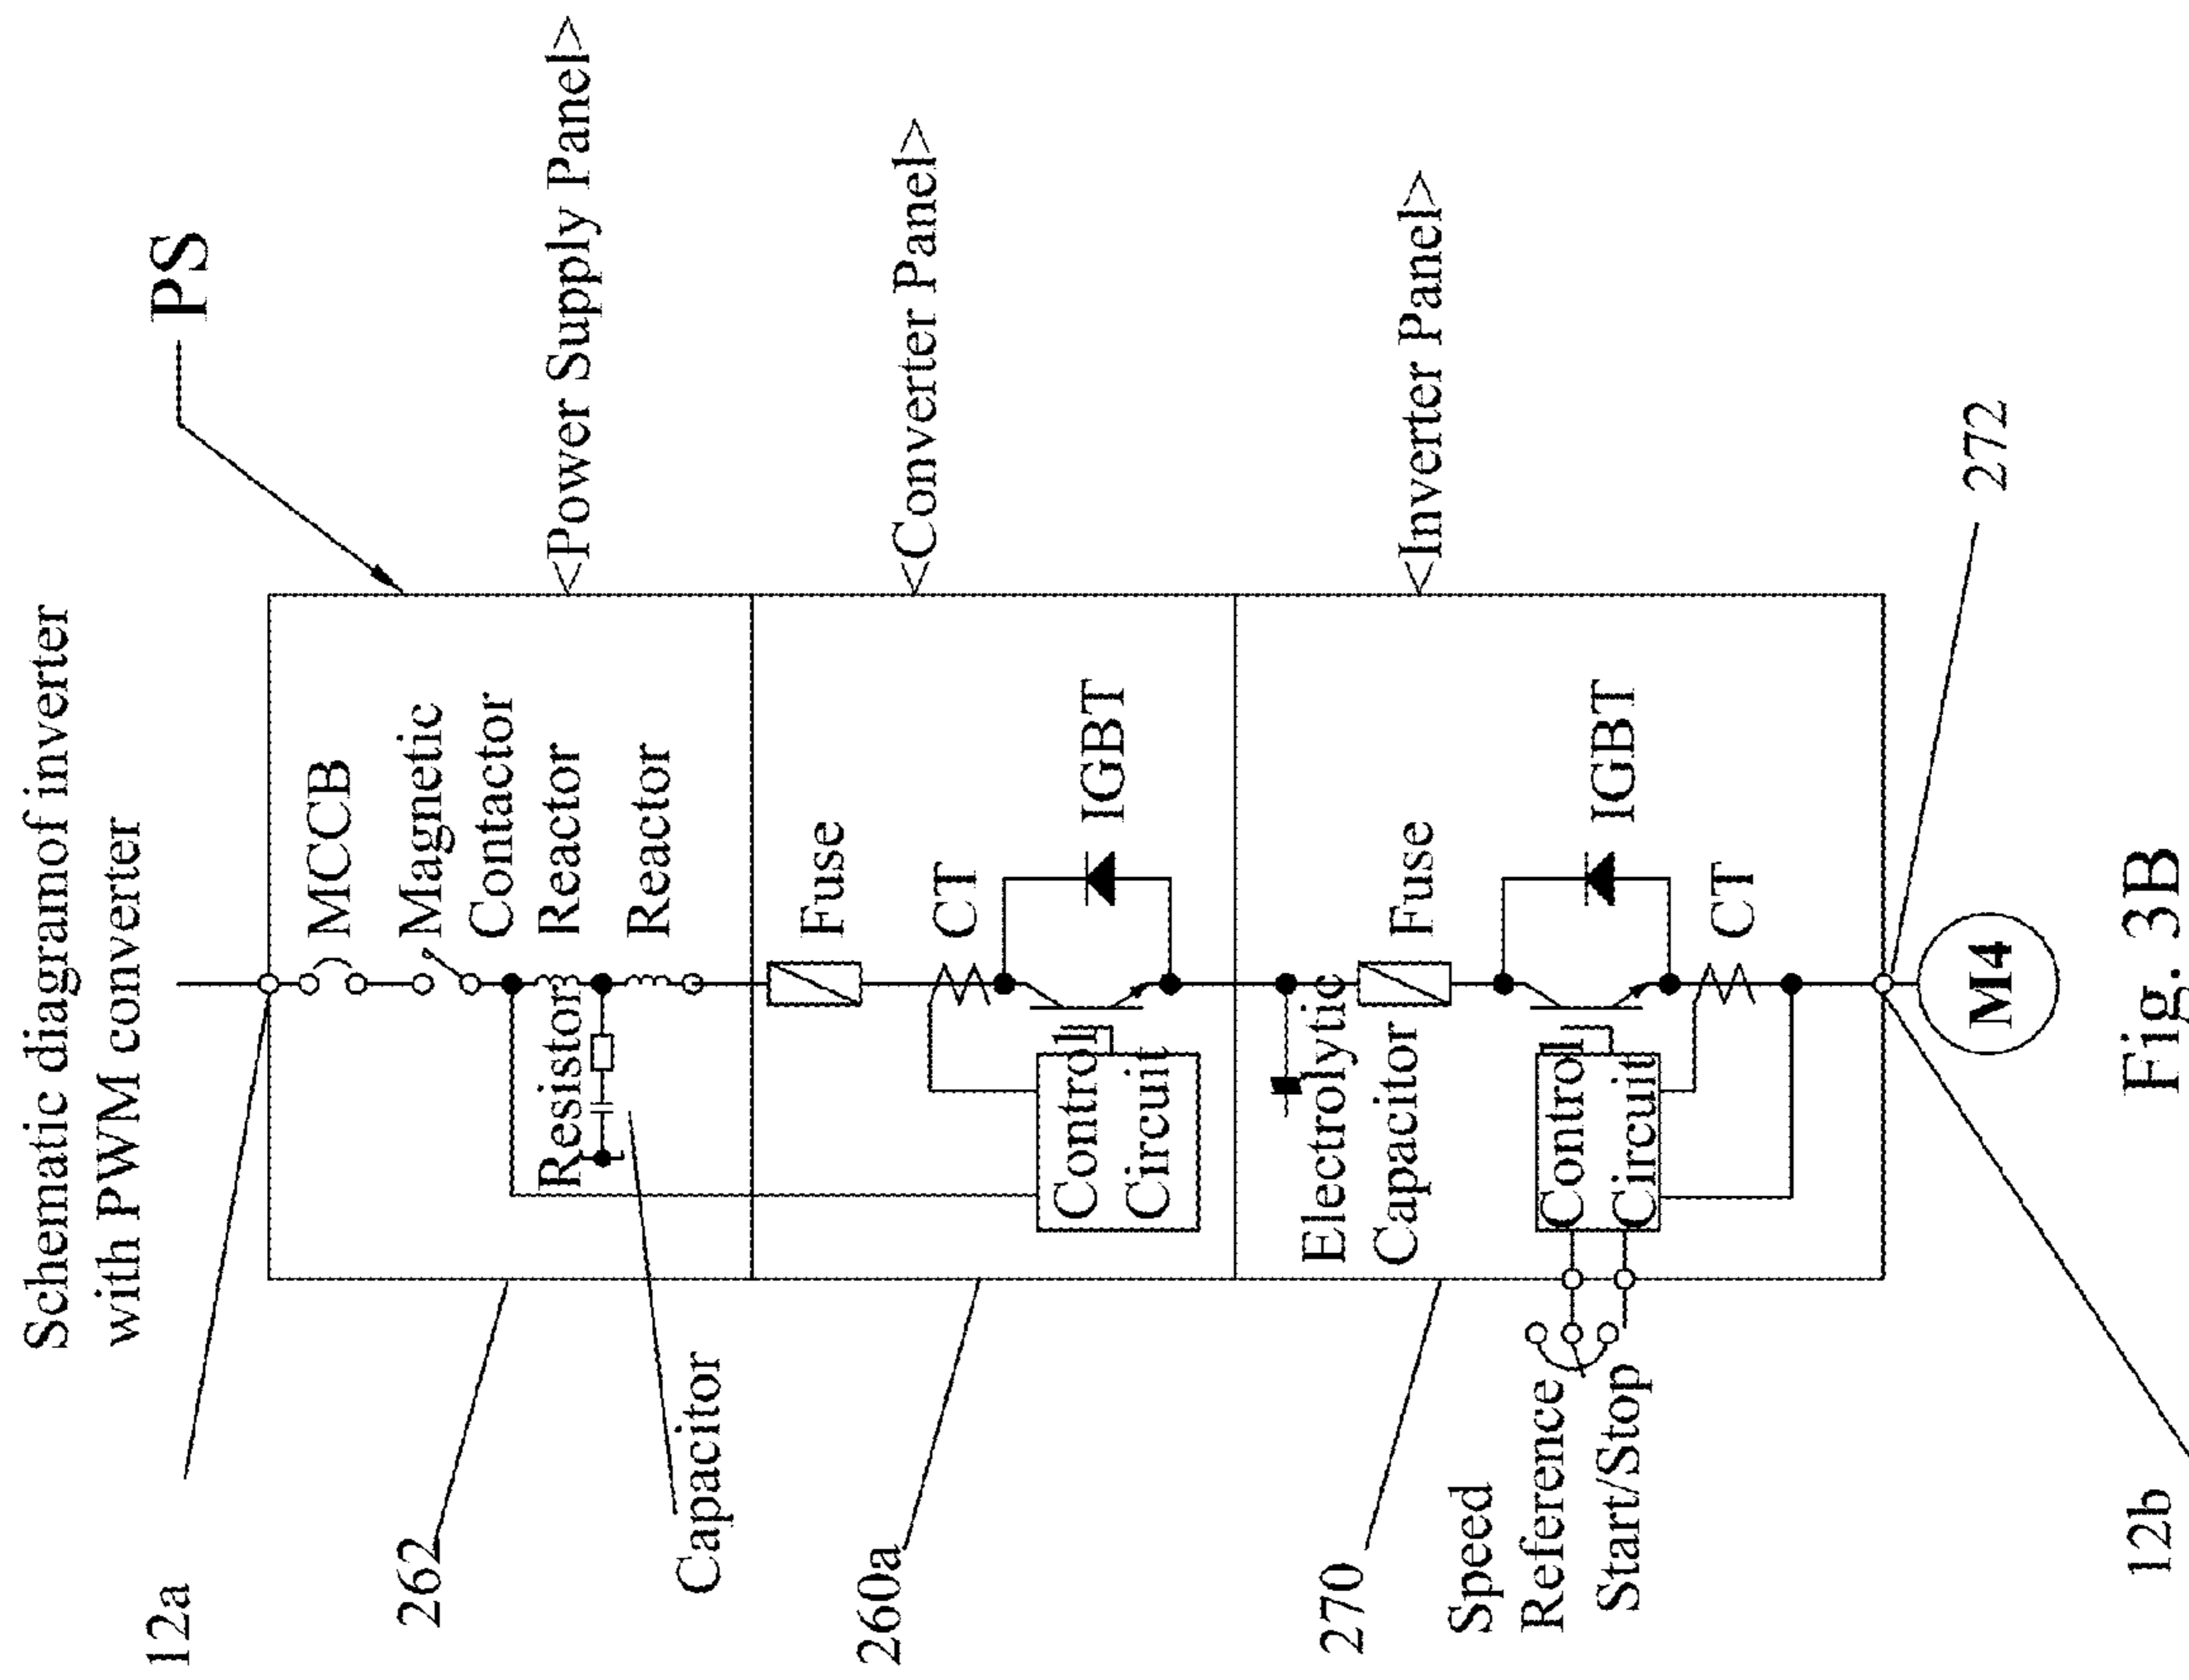 Schematic diagramof inverter
with PWM converter
PS
12a
262
Capacitor
260a
270
Speed
Reference
Start/Stop
12b
MCCB
Magnetic
Contactor
Reactor
Reactor
Resistor
<Power Supply Panel>
Fuse
CT
IGBT
Control
Circuit
<Converter Panel>
Electrolytic
Capacitor
Fuse
IGBT
CT
Control
Circuit
<Inverter Panel>
272
M4
Fig. 3B